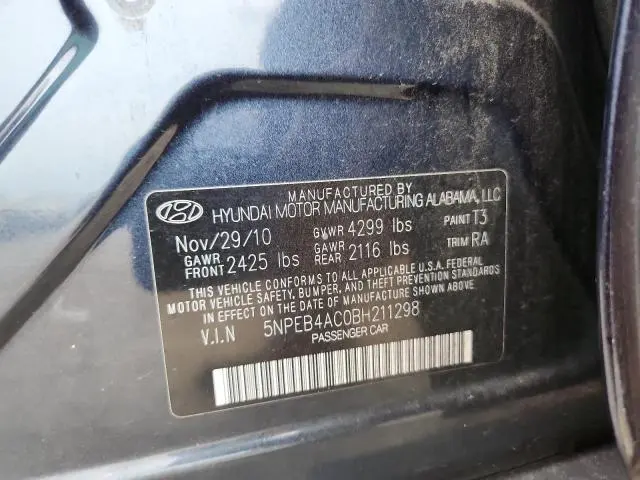 MANUFACTURED BY
HYUNDAI MOTOR MANUFACTURING ALABAMA, LLC
Nov/29/10 GVWR 4299 lbs PAINT T3
GAWR FRONT 2425 lbs GAWR REAR 2116 lbs TRIM RA
THIS VEHICLE CONFORMS TO ALL APPLICABLE U.S.A. FEDERAL
MOTOR VEHICLE SAFETY, BUMPER, AND THEFT PREVENTION STANDARDS
IN EFFECT ON THE DATE OF MANUFACTURE SHOWN ABOVE.
V.I.N 5NPEB4AC0BH211298
PASSENGER CAR